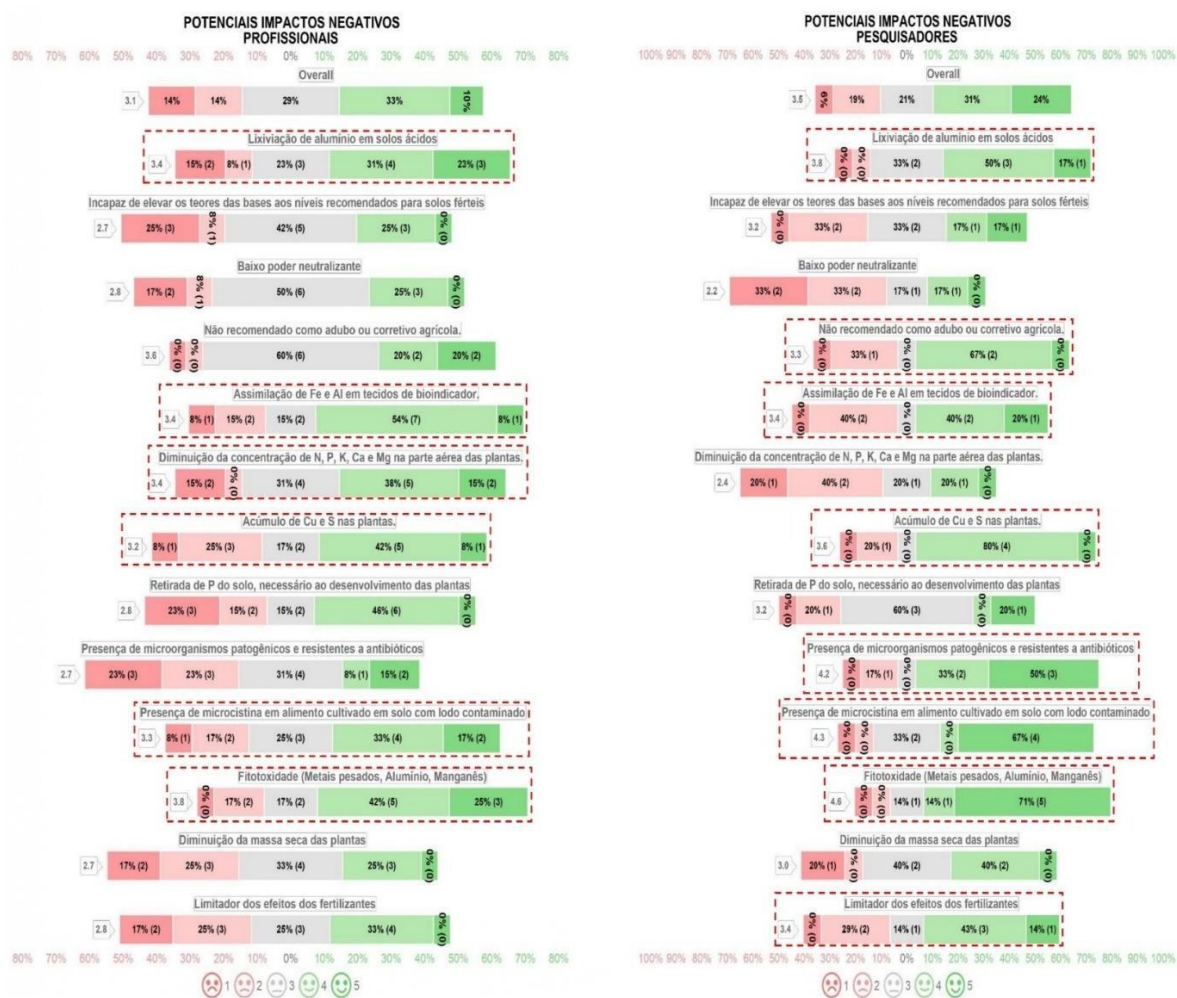 POTENCIAIS IMPACTOS NEGATIVOS
PROFISSIONAIS
80% 70% 60% 50% 40% 30% 20% 10% 0% 10% 20% 30% 40% 50% 60% 70% 80%
Overall
3.1 14% 14% 29% 33% 10%
Lixiviação de alumínio em solos ácidos
3.4 15% (2) 8% (1) 23% (3) 31% (4) 23% (3)
Incapaz de elevar os teores das bases aos níveis recomendados para solos férteis
2.7 25% (3) 8% (1) 42% (5) 25% (3) 0% (0)
Baixo poder neutralizante
2.8 17% (2) 8% (1) 50% (6) 25% (3) 0% (0)
Não recomendado como adubo ou corretivo agrícola.
3.6 0% (0) 0% (0) 60% (6) 20% (2) 20% (2)
Assimilação de Fe e Al em tecidos de bioindicador.
3.4 8% (1) 15% (2) 15% (2) 54% (7) 8% (1)
Diminuição da concentração de N, P, K, Ca e Mg na parte aérea das plantas.
3.4 15% (2) 0% (0) 31% (4) 38% (5) 15% (2)
Acúmulo de Cu e S nas plantas.
3.2 8% (1) 25% (3) 17% (2) 42% (5) 8% (1)
Retirada de P do solo, necessário ao desenvolvimento das plantas
2.8 23% (3) 15% (2) 15% (2) 46% (6) 0% (0)
Presença de microorganismos patogênicos e resistentes a antibióticos
2.7 23% (3) 23% (3) 31% (4) 8% (1) 15% (2)
Presença de microcistina em alimento cultivado em solo com lodo contaminado
3.3 8% (1) 17% (2) 25% (3) 33% (4) 17% (2)
Fitotoxidade (Metais pesados, Alumínio, Manganês)
3.8 0% (0) 17% (2) 17% (2) 42% (5) 25% (3)
Diminuição da massa seca das plantas
2.7 17% (2) 25% (3) 33% (4) 25% (3) 0% (0)
Limitador dos efeitos dos fertilizantes
2.8 17% (2) 25% (3) 25% (3) 33% (4) 0% (0)
80% 70% 60% 50% 40% 30% 20% 10% 0% 10% 20% 30% 40% 50% 60% 70% 80%
1 2 3 4 5
POTENCIAIS IMPACTOS NEGATIVOS
PESQUISADORES
100% 90% 80% 70% 60% 50% 40% 30% 20% 10% 0% 10% 20% 30% 40% 50% 60% 70% 80% 90% 100%
Overall
3.5 6% 19% 21% 31% 24%
Lixiviação de alumínio em solos ácidos
3.8 0% (0) 0% (0) 33% (2) 50% (3) 17% (1)
Incapaz de elevar os teores das bases aos níveis recomendados para solos férteis
3.2 0% (0) 33% (2) 33% (2) 17% (1) 17% (1)
Baixo poder neutralizante
2.2 33% (2) 33% (2) 17% (1) 17% (1) 0% (0)
Não recomendado como adubo ou corretivo agrícola.
3.3 0% (0) 33% (1) 0% (0) 67% (2) 0% (0)
Assimilação de Fe e Al em tecidos de bioindicador.
3.4 0% (0) 40% (2) 0% (0) 40% (2) 20% (1)
Diminuição da concentração de N, P, K, Ca e Mg na parte aérea das plantas.
2.4 20% (1) 40% (2) 20% (1) 20% (1) 0% (0)
Acúmulo de Cu e S nas plantas.
3.6 0% (0) 20% (1) 0% (0) 80% (4) 0% (0)
Retirada de P do solo, necessário ao desenvolvimento das plantas
3.2 0% (0) 20% (1) 60% (3) 0% (0) 20% (1)
Presença de microorganismos patogênicos e resistentes a antibióticos
4.2 0% (0) 17% (1) 0% (0) 33% (2) 50% (3)
Presença de microcistina em alimento cultivado em solo com lodo contaminado
4.3 0% (0) 0% (0) 33% (2) 0% (0) 67% (4)
Fitotoxidade (Metais pesados, Alumínio, Manganês)
4.6 0% (0) 0% (0) 14% (1) 14% (1) 71% (5)
Diminuição da massa seca das plantas
3.0 20% (1) 0% (0) 40% (2) 40% (2) 0% (0)
Limitador dos efeitos dos fertilizantes
3.4 0% (0) 29% (2) 14% (1) 43% (3) 14% (1)
100% 90% 80% 70% 60% 50% 40% 30% 20% 10% 0% 10% 20% 30% 40% 50% 60% 70% 80% 90% 100%
1 2 3 4 5